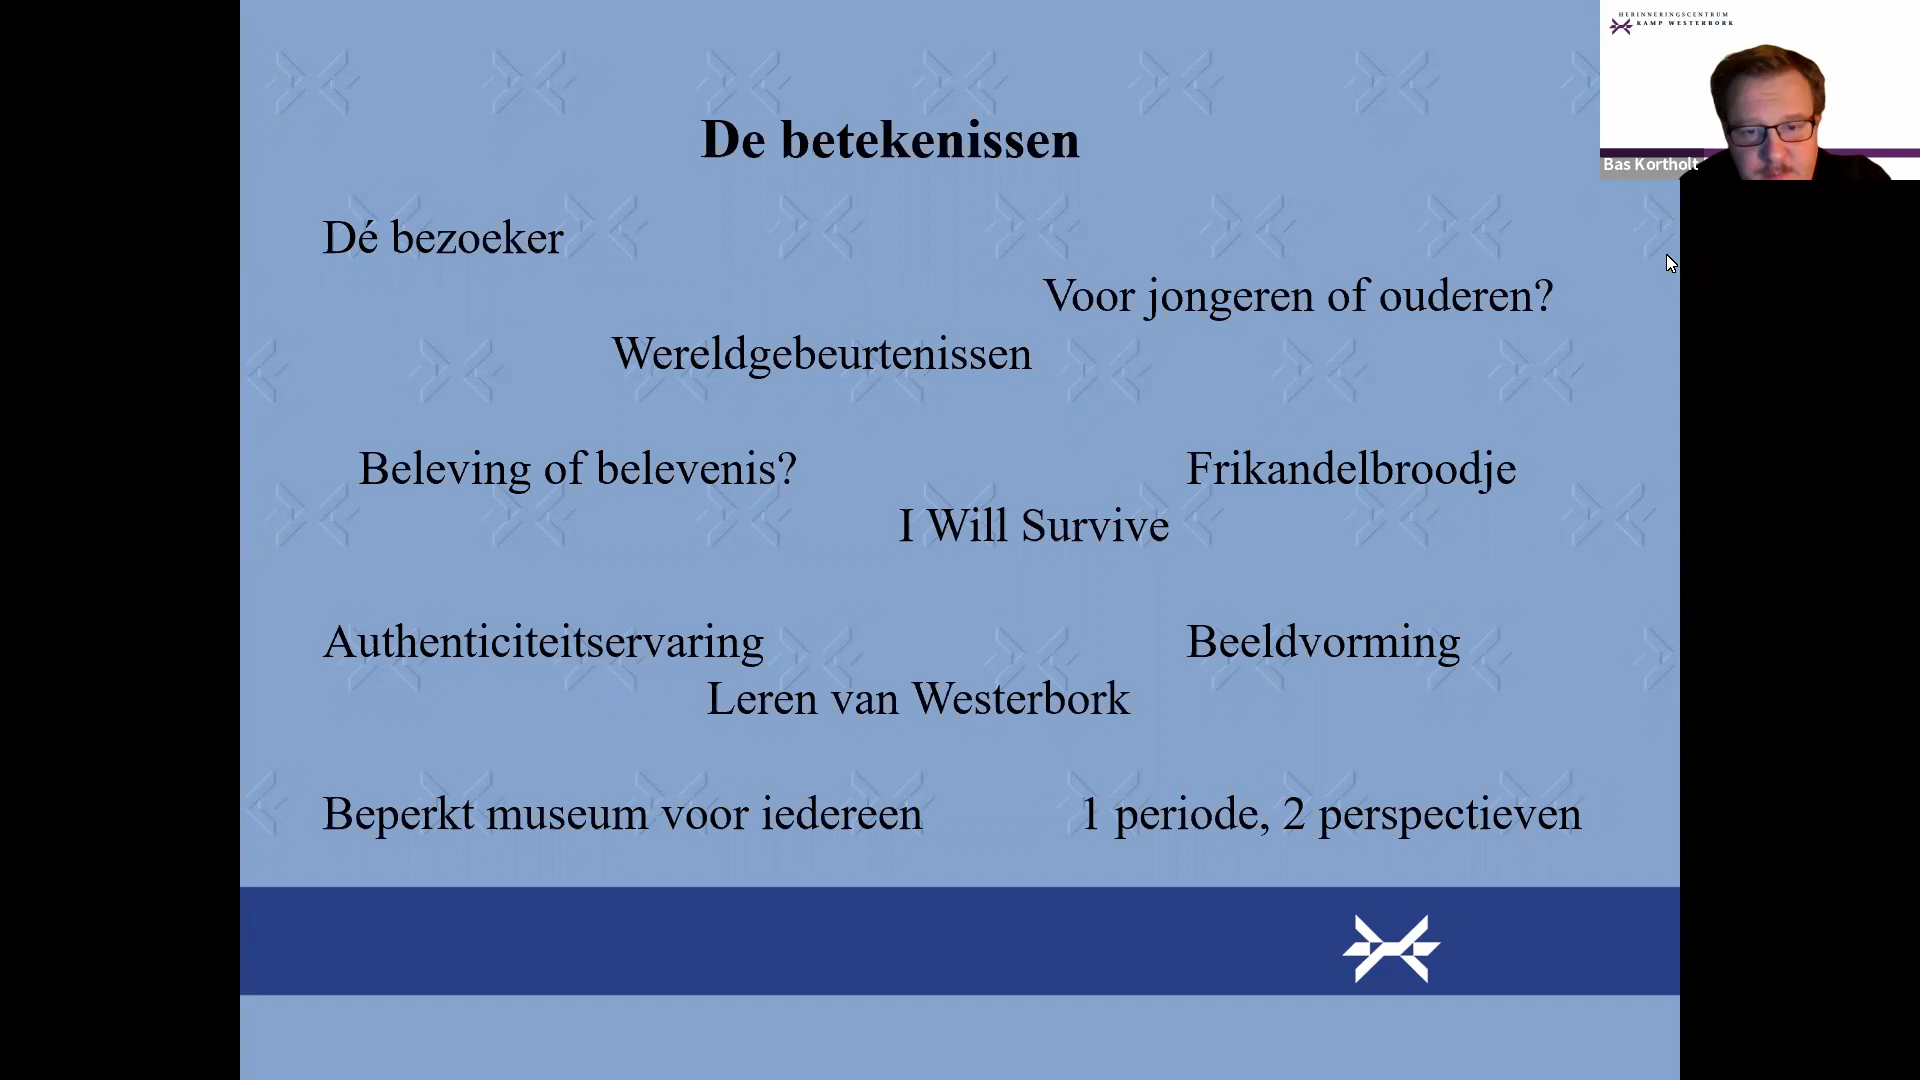 HERINNERINGSCENTRUM
KAMP WESTERBORK
Bas Kortholt
De betekenissen
Dé bezoeker
Voor jongeren of ouderen?
Wereldgebeurtenissen
Beleving of belevenis?
Frikandelbroodje
I Will Survive
Authenticiteitservaring
Beeldvorming
Leren van Westerbork
Beperkt museum voor iedereen
1 periode, 2 perspectieven